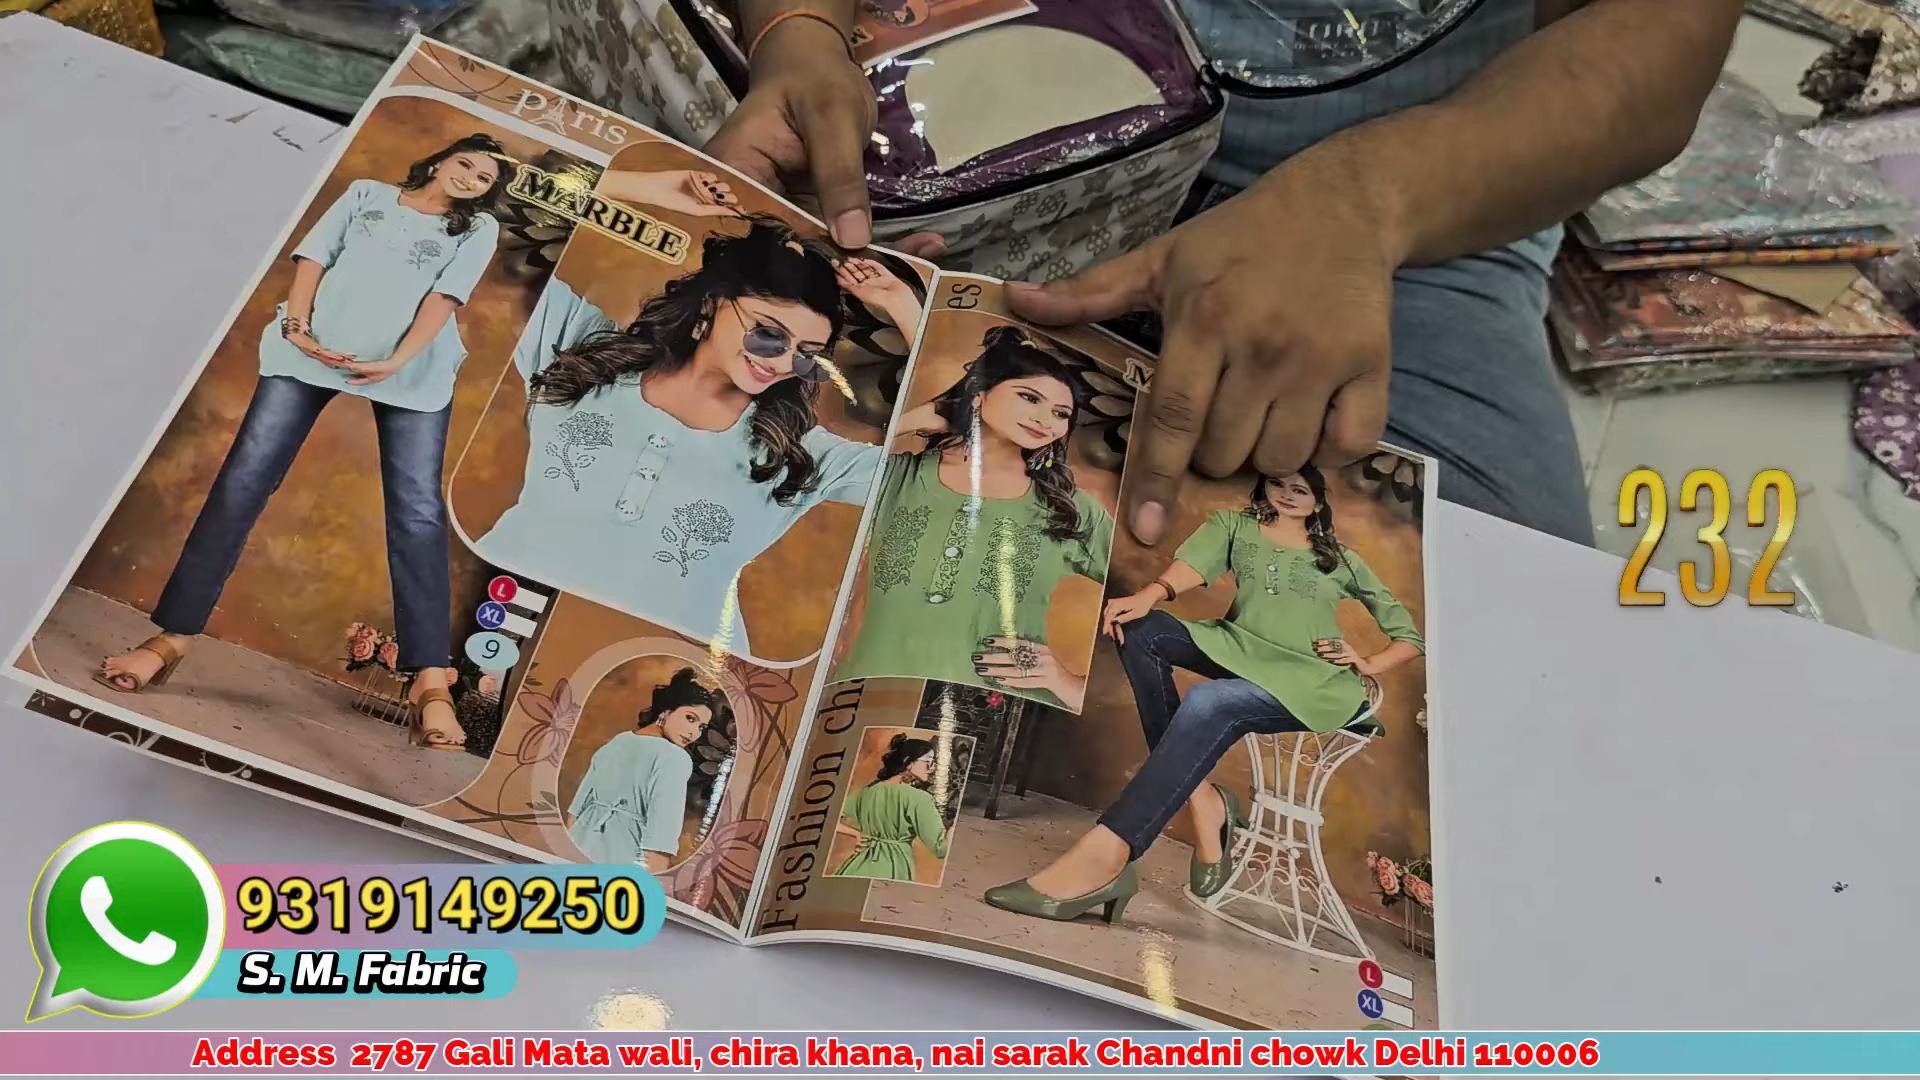 paris
MARBLE
es
L
XL
9
Fashion
L
XL
232
9319149250
S. M. Fabric
Address 2787 Gali Mata wali, chira khana, nai sarak Chandni chowk Delhi 110006